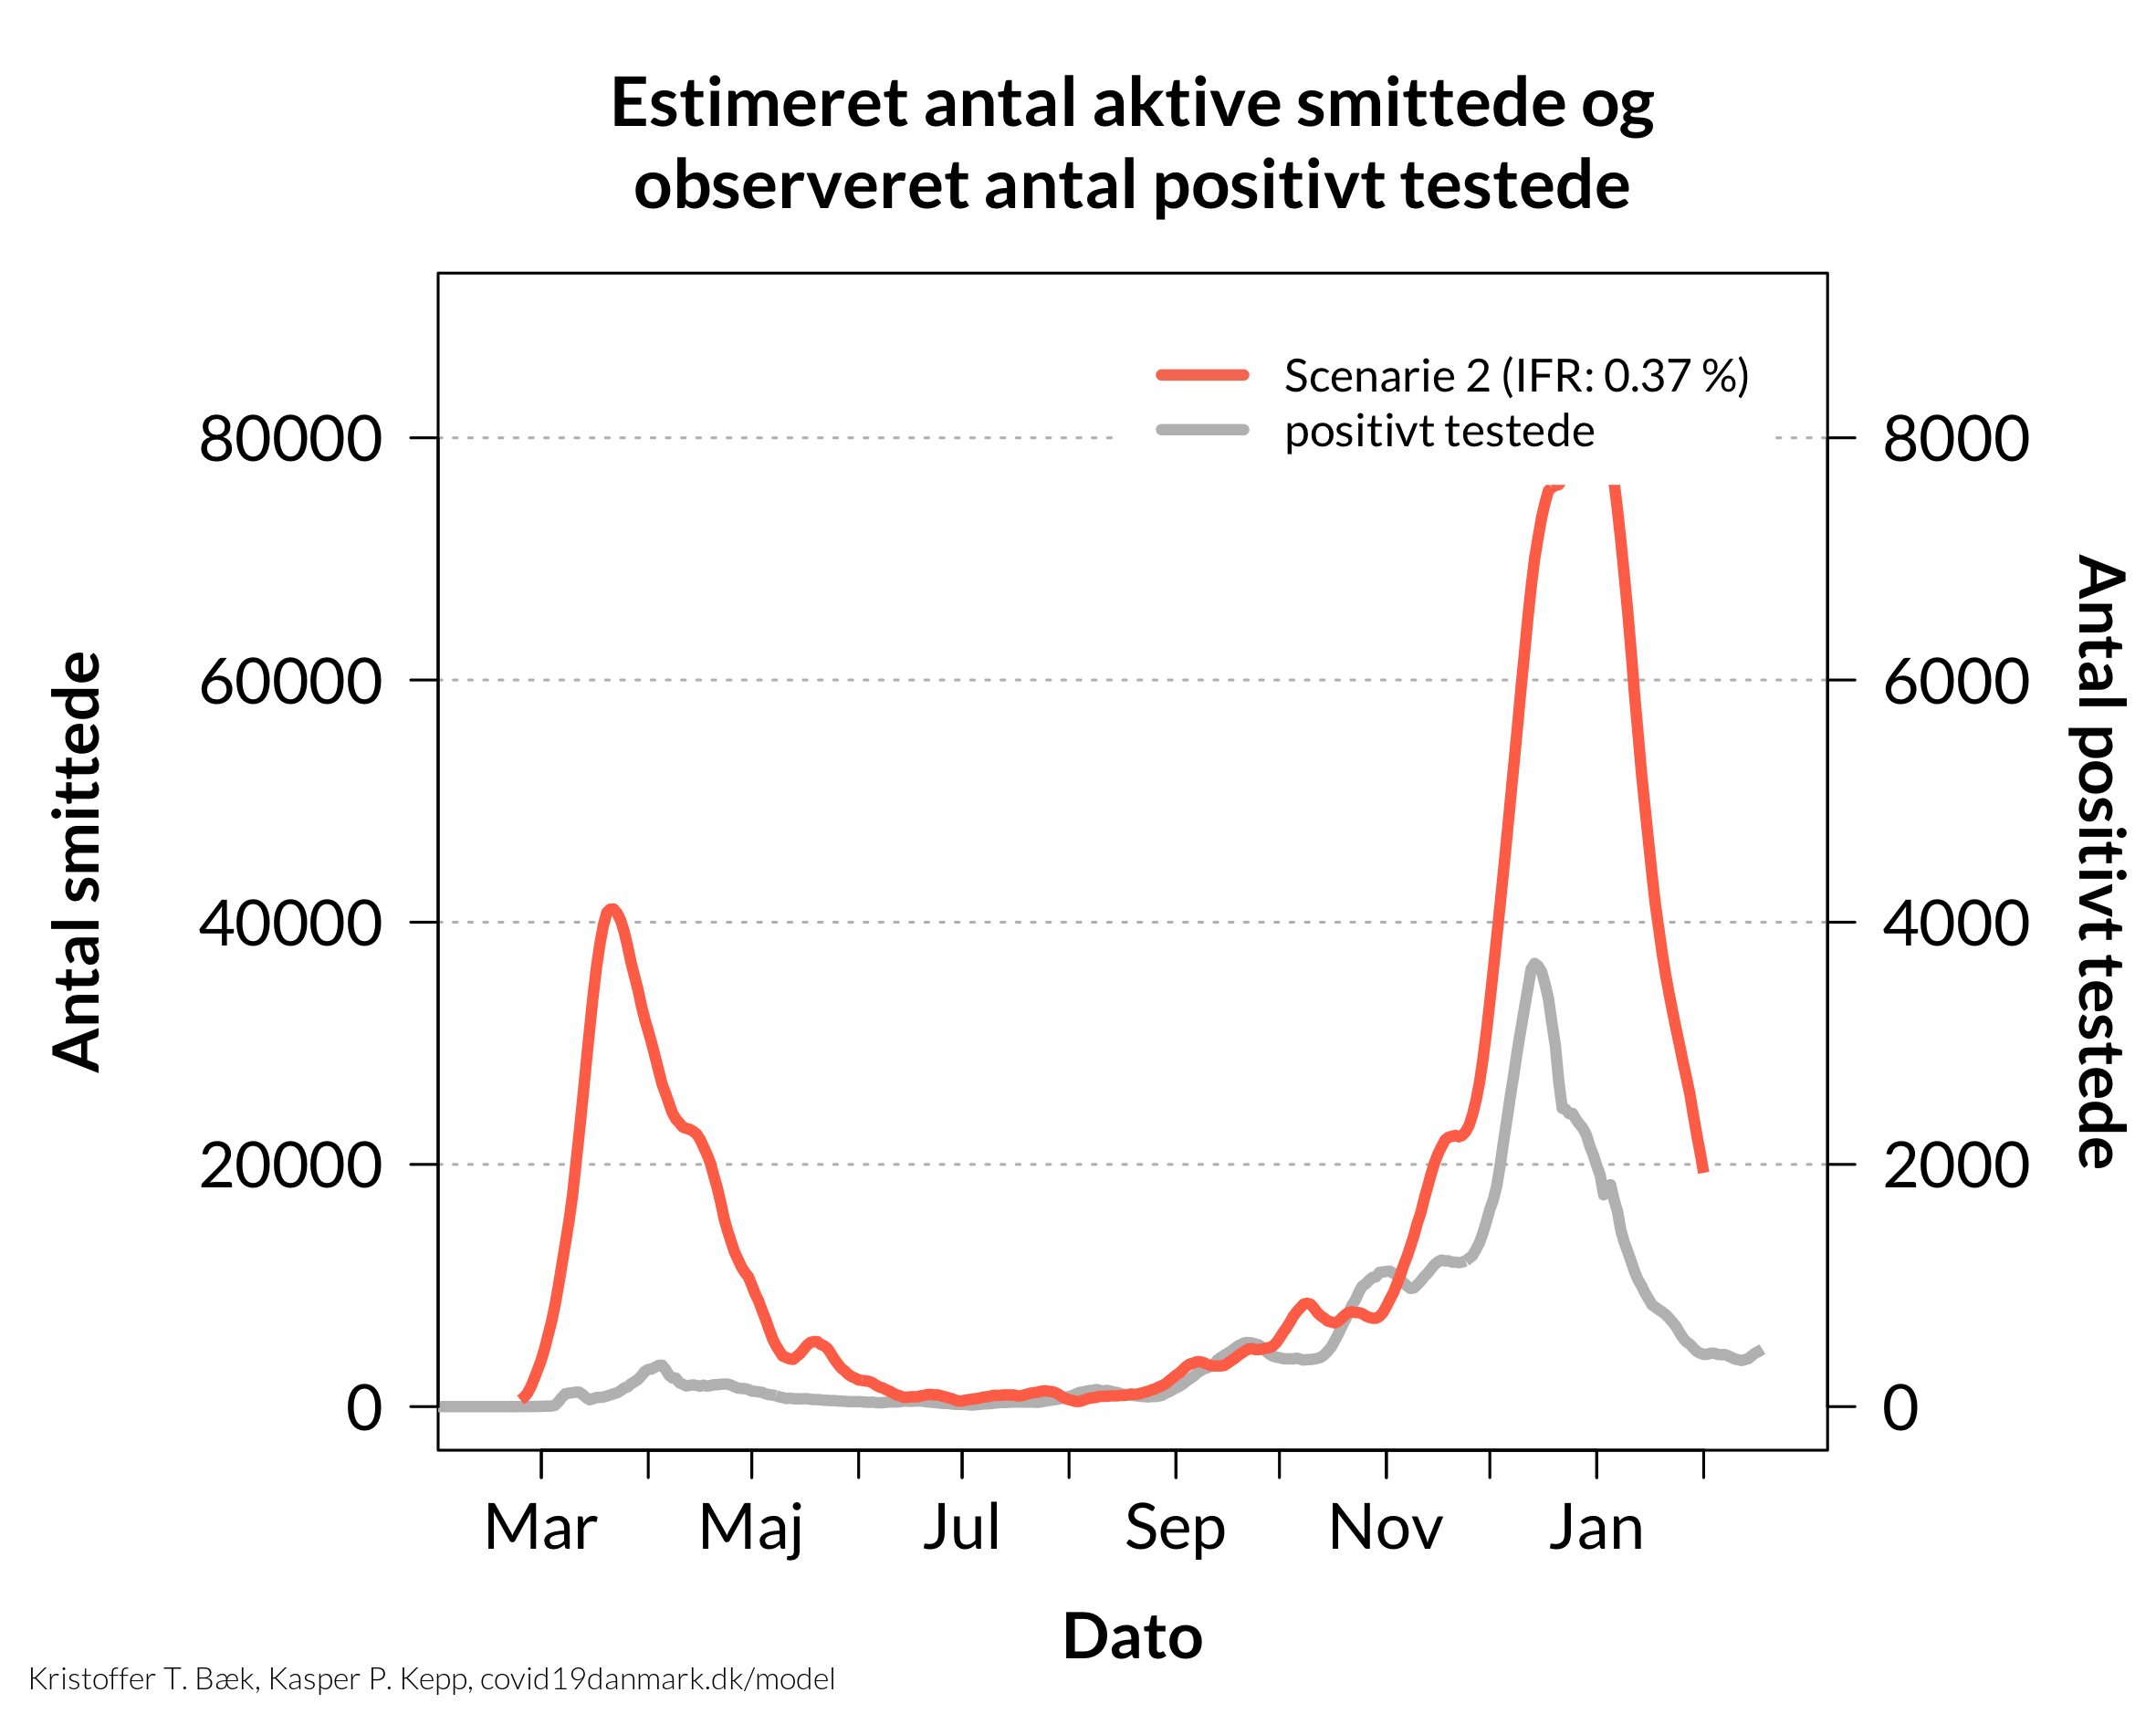 Estimeret antal aktive smittede og
observeret antal positivt testede
Scenarie 2 (IFR: 0.37 %)
positivt testede
Antal smittede
80000
60000
40000
20000
0
8000
6000
4000
2000
0
Antal positivt testede
Mar Maj Jul Sep Nov Jan
Dato
Kristoffer T. Bæk, Kasper P. Kepp, covid19danmark.dk/model